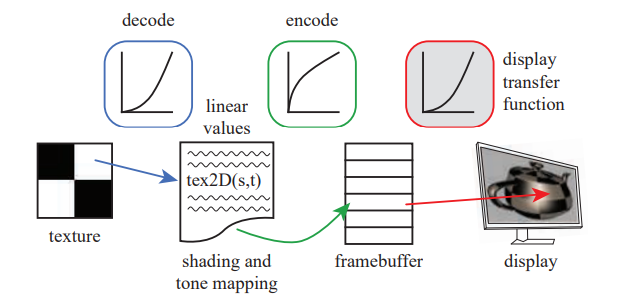 decode
encode
display
transfer
function
linear
values
tex2D(s,t)
texture
shading and
tone mapping
framebuffer
display